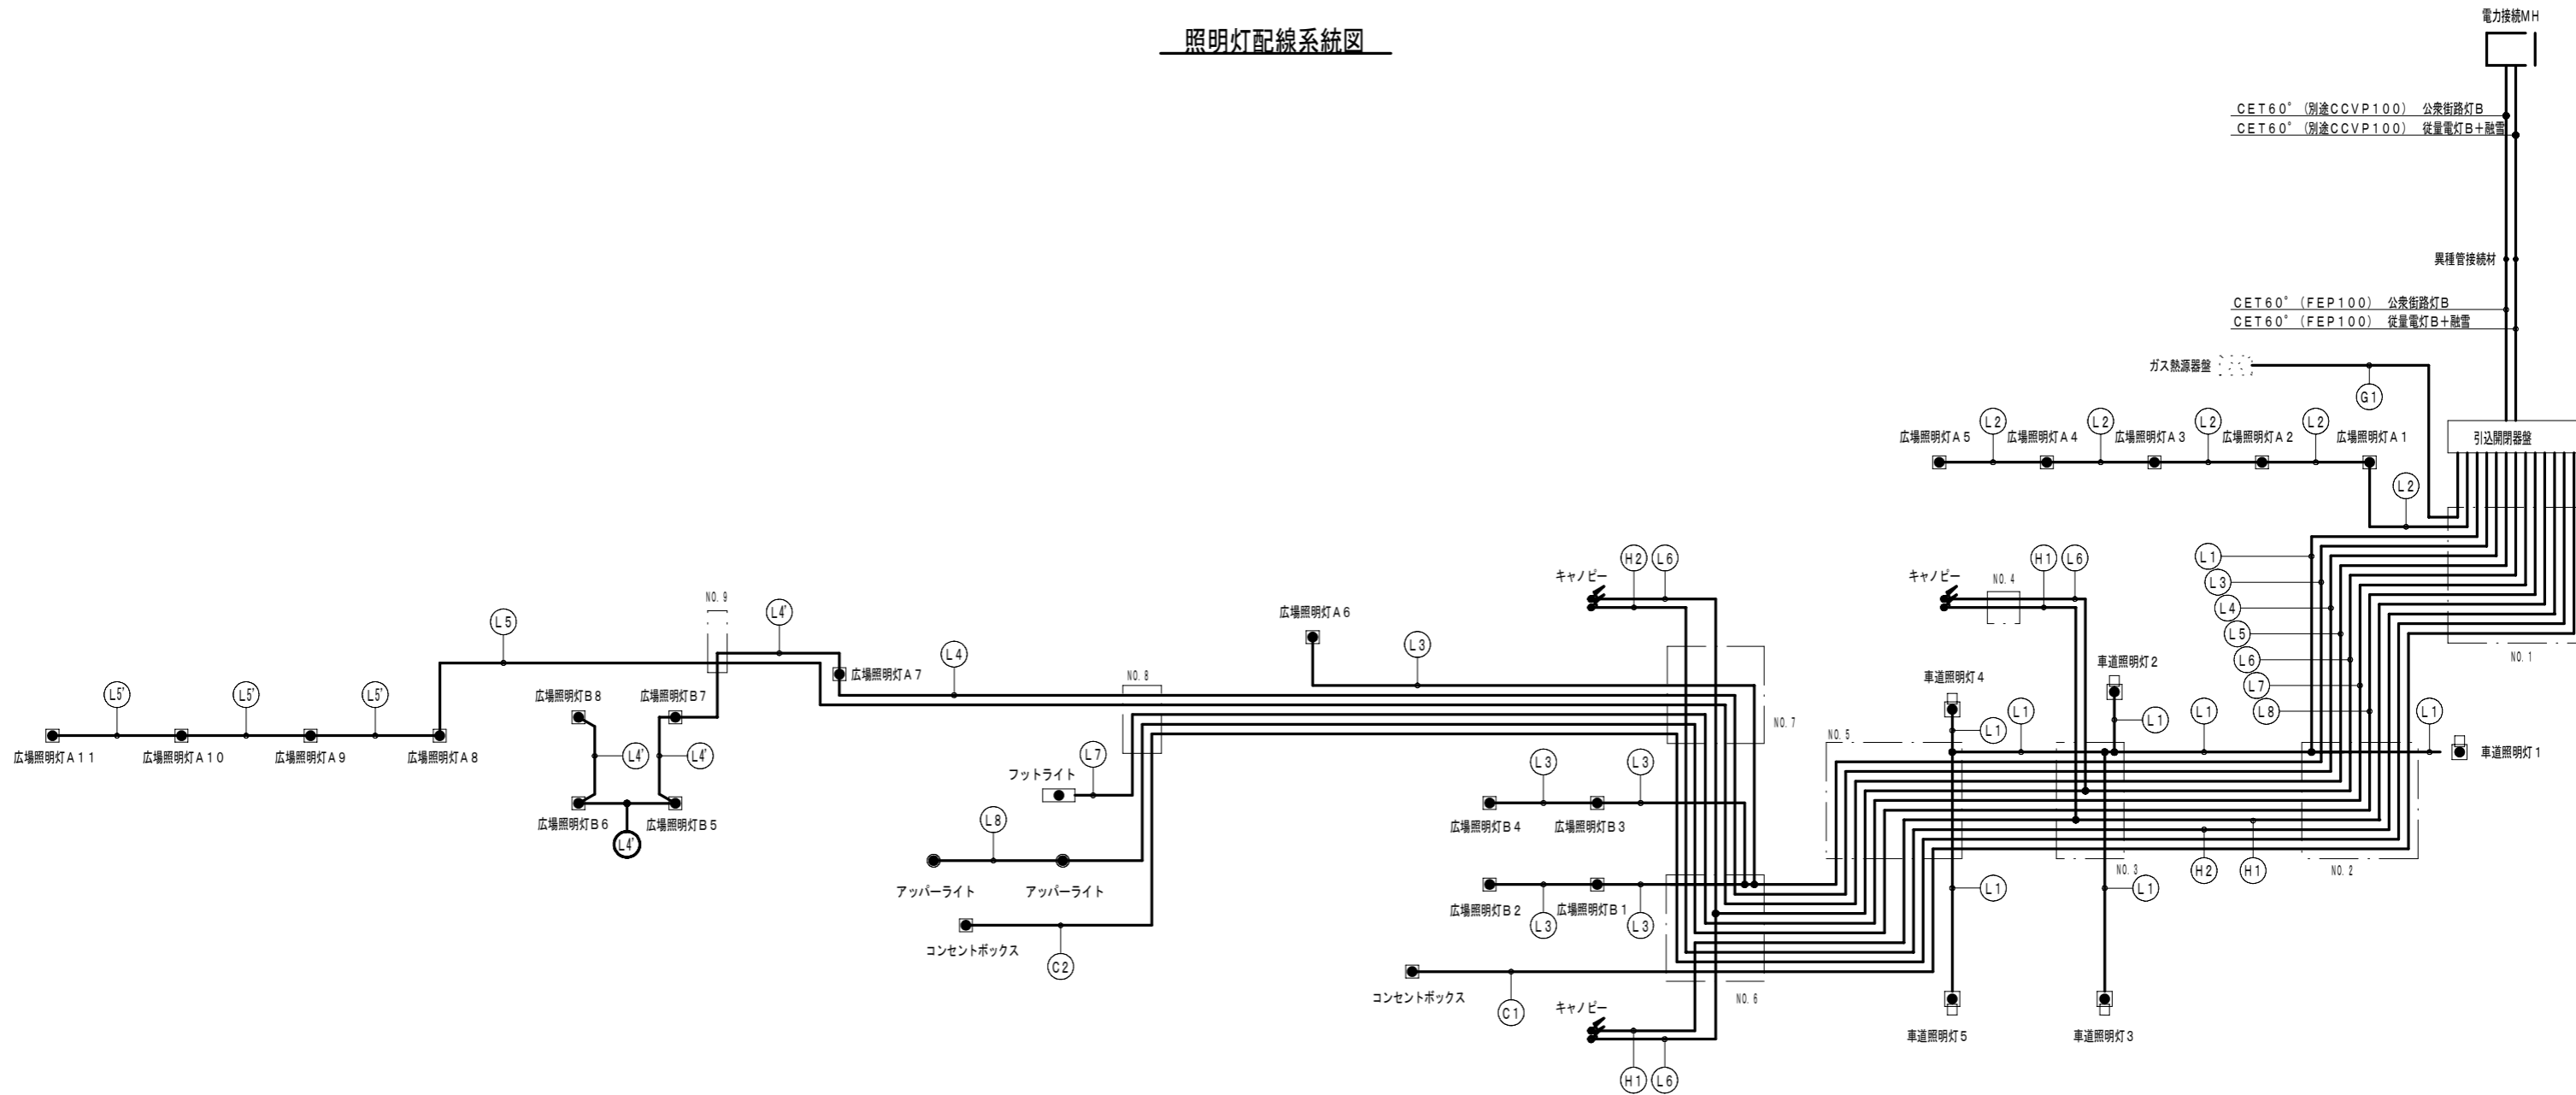 照明灯配線系統図
電力接続MH
CET60°（別途CCVP100） 公衆街路灯B
CET60°（別途CCVP100） 従量電灯B＋融雪
異種管接続材
CET60°（FEP100） 公衆街路灯B
CET60°（FEP100） 従量電灯B＋融雪
ガス熱源器盤
G1
L2 L2 L2 L2
広場照明灯A5 広場照明灯A4 広場照明灯A3 広場照明灯A2 広場照明灯A1
引込開閉器盤
L2
H2 L6
H1 L6
L1
キャノピー
キャノピー
NO.4
L3
NO.9
L4'
広場照明灯A6
L4
L5
L5
L3
L4
L6
NO.1
車道照明灯2
広場照明灯A7
NO.8
車道照明灯4
L7
L5' L5' L5'
広場照明灯B8 広場照明灯B7
L8
L1
L1
L1
L1
L1
NO.7
NO.5
広場照明灯A11 広場照明灯A10 広場照明灯A9 広場照明灯A8
L4' L4'
L7
車道照明灯1
フットライト
L3 L3
広場照明灯B6 広場照明灯B5
L8
広場照明灯B4 広場照明灯B3
L4'
NO.3
H2 H1
NO.2
アッパーライト アッパーライト
L1
L1
広場照明灯B2 広場照明灯B1
L3 L3
コンセントボックス
C2
コンセントボックス
C1
キャノピー
NO.6
車道照明灯5
車道照明灯3
H1 L6